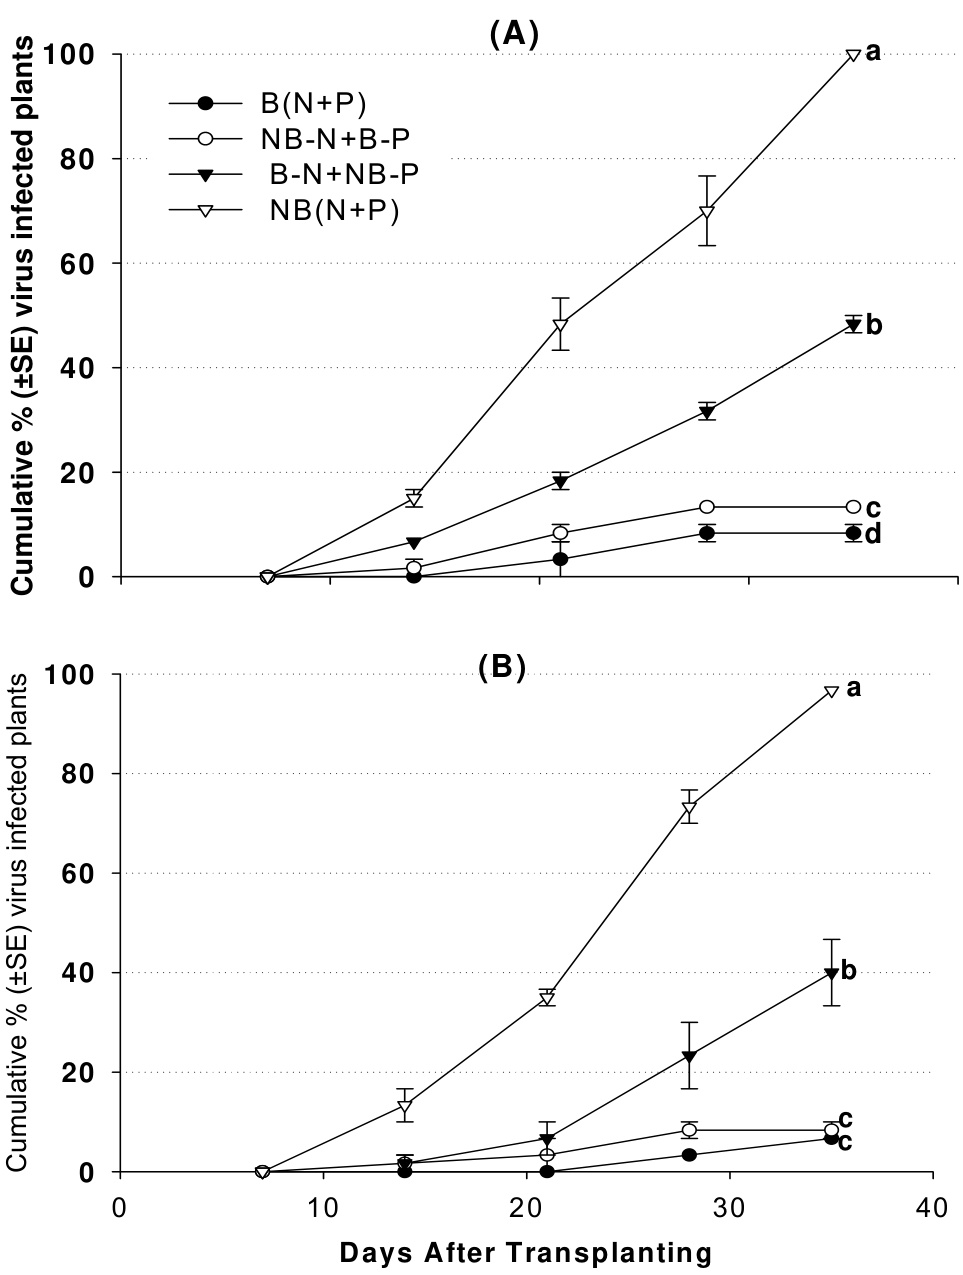 (A)
Cumulative % (±SE) virus infected plants
100
80
60
40
20
0
B(N+P)
NB-N+B-P
B-N+NB-P
NB(N+P)
a
b
c
d
(B)
Cumulative % (±SE) virus infected plants
100
80
60
40
20
0
a
b
c
c
0 10 20 30 40
Days After Transplanting